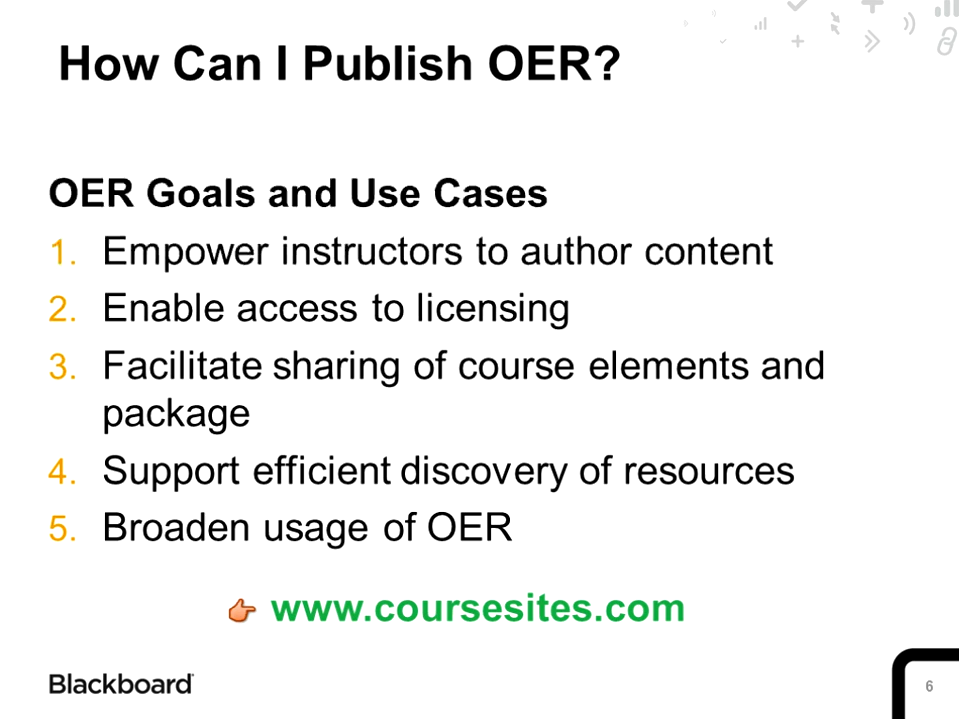 How Can I Publish OER?
OER Goals and Use Cases
1. Empower instructors to author content
2. Enable access to licensing
3. Facilitate sharing of course elements and
package
4. Support efficient discovery of resources
5. Broaden usage of OER
www.coursesites.com
Blackboard
6